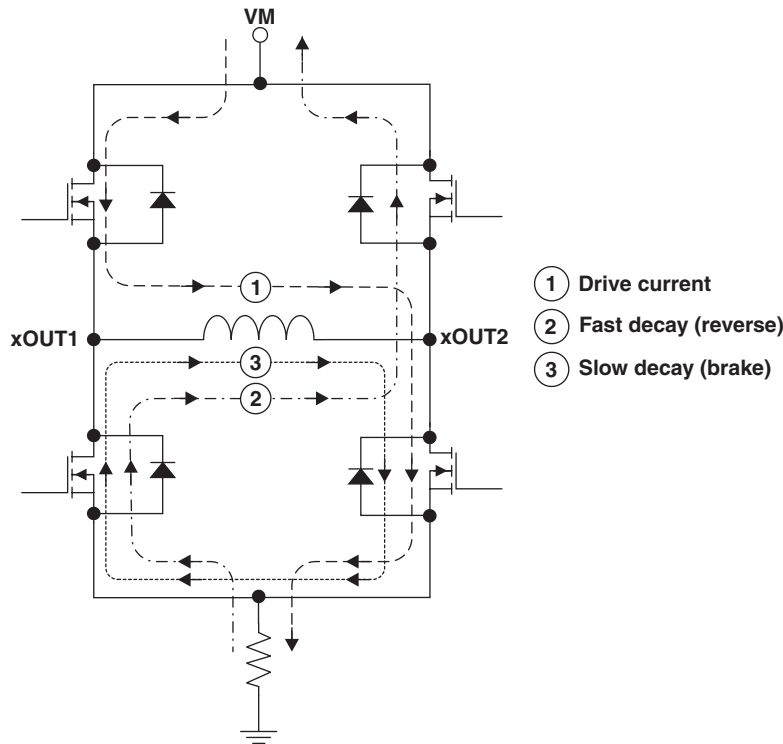 VM
1
xOUT1
xOUT2
3
2
1 Drive current
2 Fast decay (reverse)
3 Slow decay (brake)